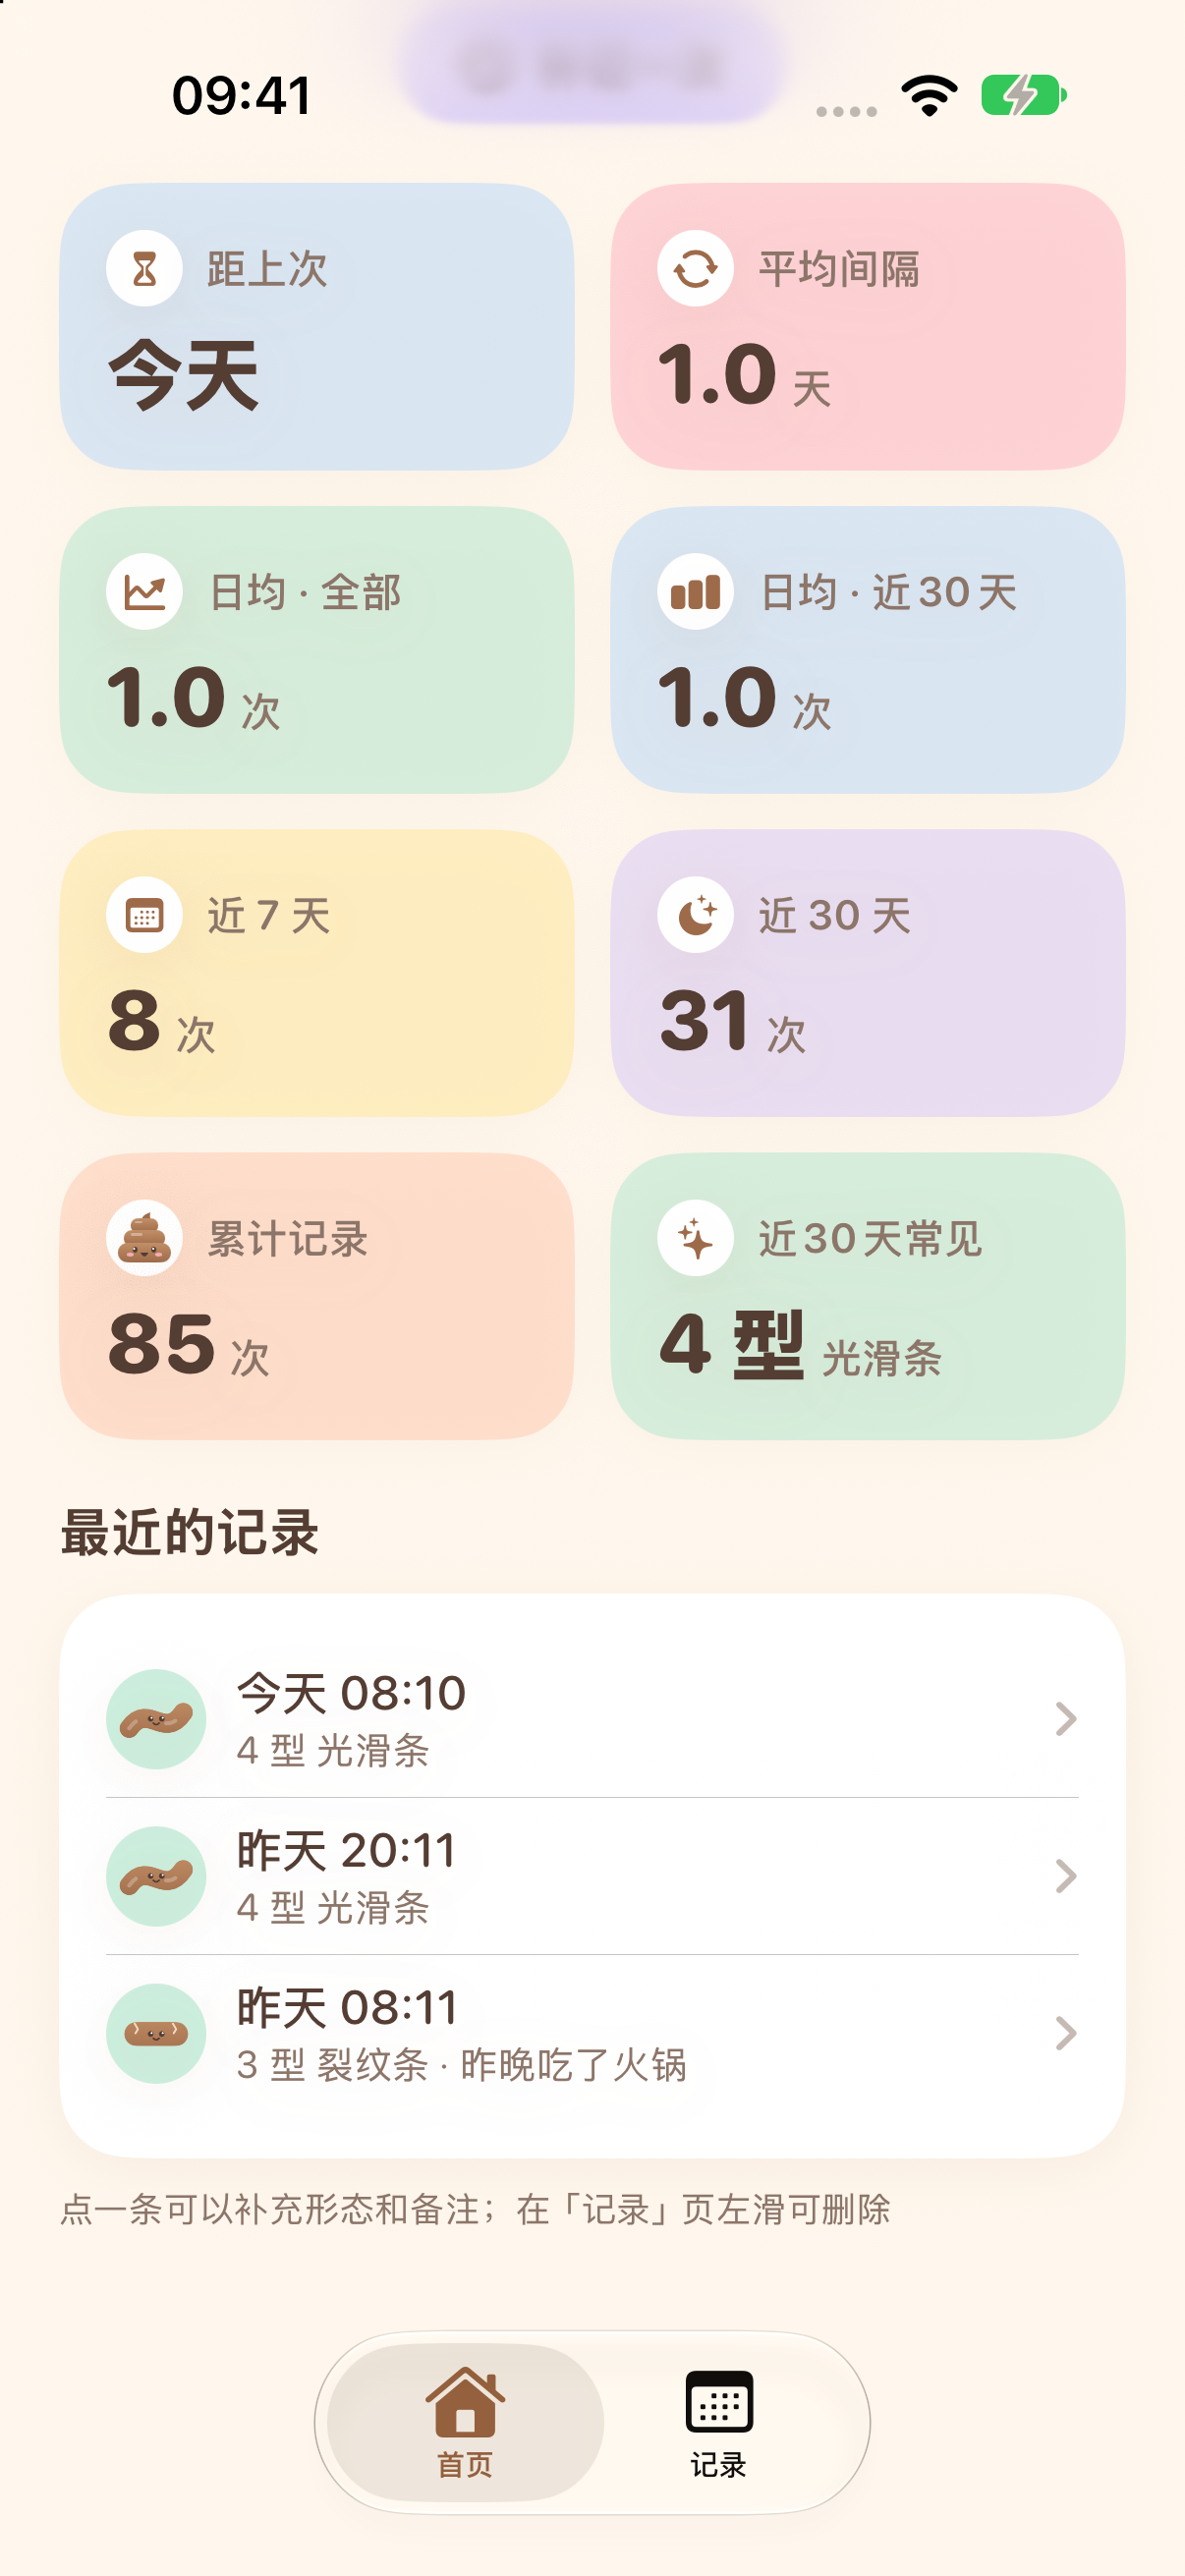 09:41
距上次
今天
平均间隔
1.0 天
日均 · 全部
1.0 次
日均 · 近 30 天
1.0 次
近 7 天
8 次
近 30 天
31 次
累计记录
85 次
近 30 天常见
4 型 光滑条
最近的记录
今天 08:10
4 型 光滑条
昨天 20:11
4 型 光滑条
昨天 08:11
3 型 裂纹条 · 昨晚吃了火锅
点一条可以补充形态和备注；在「记录」页左滑可删除
首页
记录